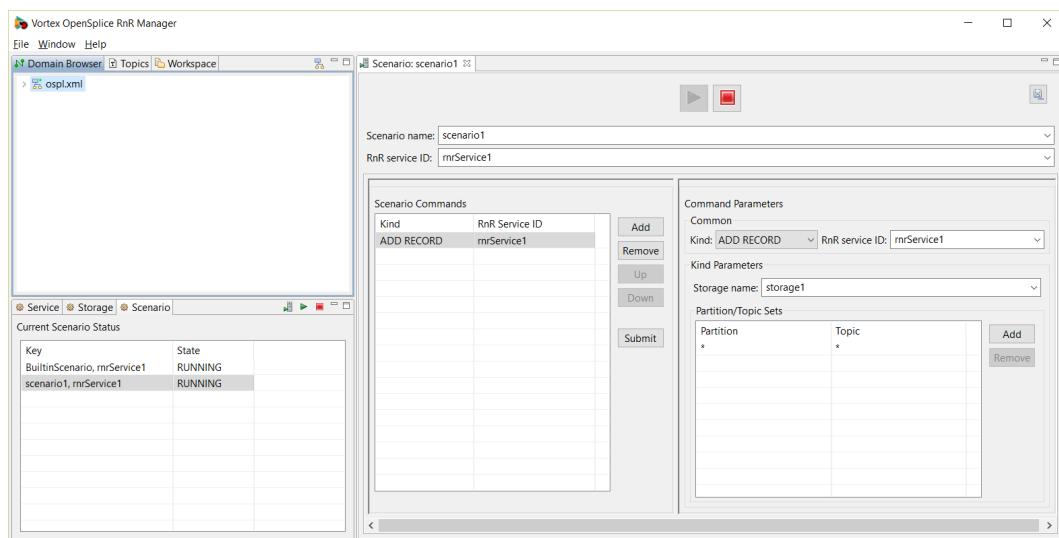 Vortex OpenSplice RnR Manager
File Window Help
Domain Browser Topics Workspace
ospl.xml
Service Storage Scenario
Current Scenario Status
Key State
BuiltinScenario, rnrService1 RUNNING
scenario1, rnrService1 RUNNING
Scenario: scenario1
Scenario name: scenario1
RnR service ID: rnrService1
Scenario Commands
Kind RnR Service ID
ADD RECORD rnrService1
Add
Remove
Up
Down
Submit
Command Parameters
Common
Kind: ADD RECORD RnR service ID: rnrService1
Kind Parameters
Storage name: storage1
Partition/Topic Sets
Partition Topic
* *
Add
Remove